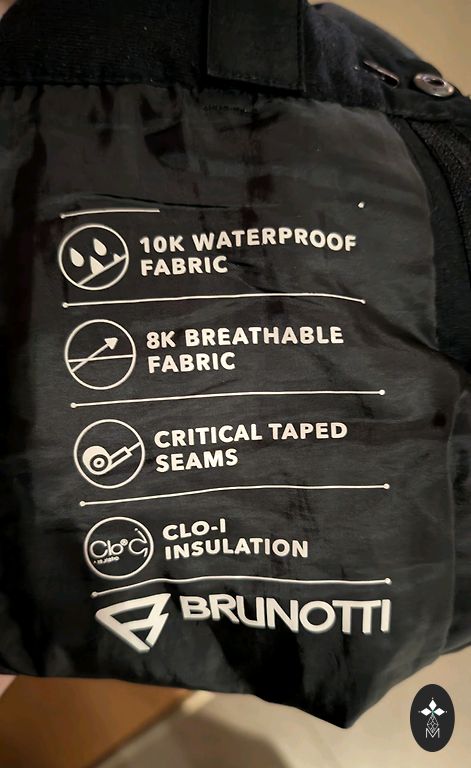 10K WATERPROOF
FABRIC
8K BREATHABLE
FABRIC
CRITICAL TAPED
SEAMS
CLO-I
INSULATION
BRUNOTTI
M